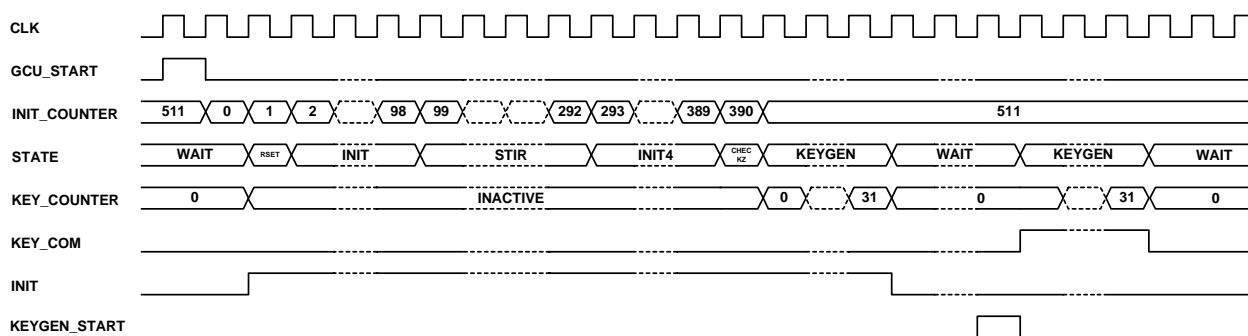 CLK
GCU_START
INIT_COUNTER 511 0 1 2 98 99 292 293 389 390 511
STATE WAIT RSET INIT STIR INIT4 CHEC KZ KEYGEN WAIT KEYGEN WAIT
KEY_COUNTER 0 INACTIVE 0 31 0 31 0
KEY_COM
INIT
KEYGEN_START